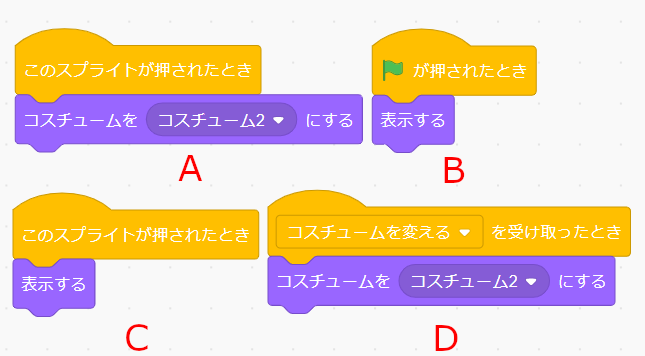 このスプライトが押されたとき
コスチュームを コスチューム2 にする
A
が押されたとき
表示する
B
このスプライトが押されたとき
表示する
C
コスチュームを変える を受け取ったとき
コスチュームを コスチューム2 にする
D